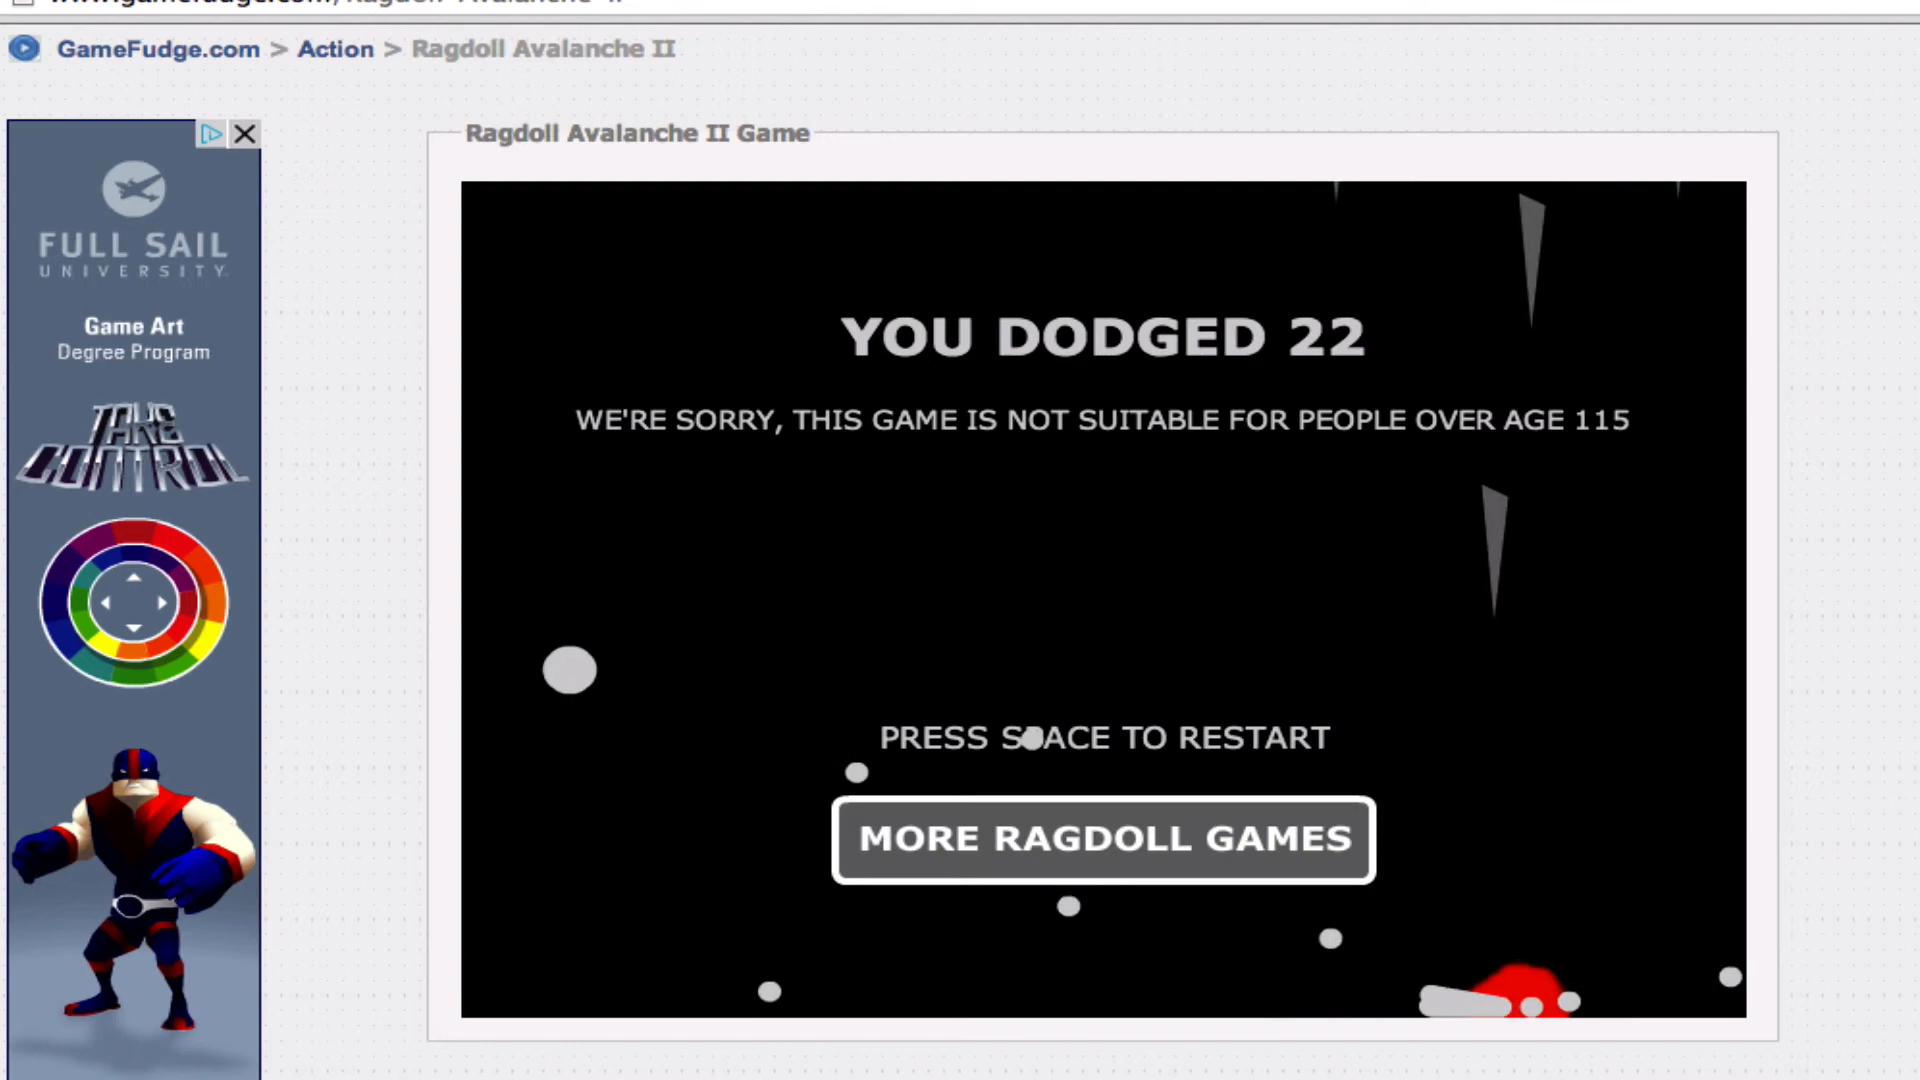 GameFudge.com > Action > Ragdoll Avalanche II
FULL SAIL
UNIVERSITY.
Game Art
Degree Program
TAKE
CONTROL
Ragdoll Avalanche II Game
YOU DODGED 22
WE'RE SORRY, THIS GAME IS NOT SUITABLE FOR PEOPLE OVER AGE 115
PRESS SPACE TO RESTART
MORE RAGDOLL GAMES